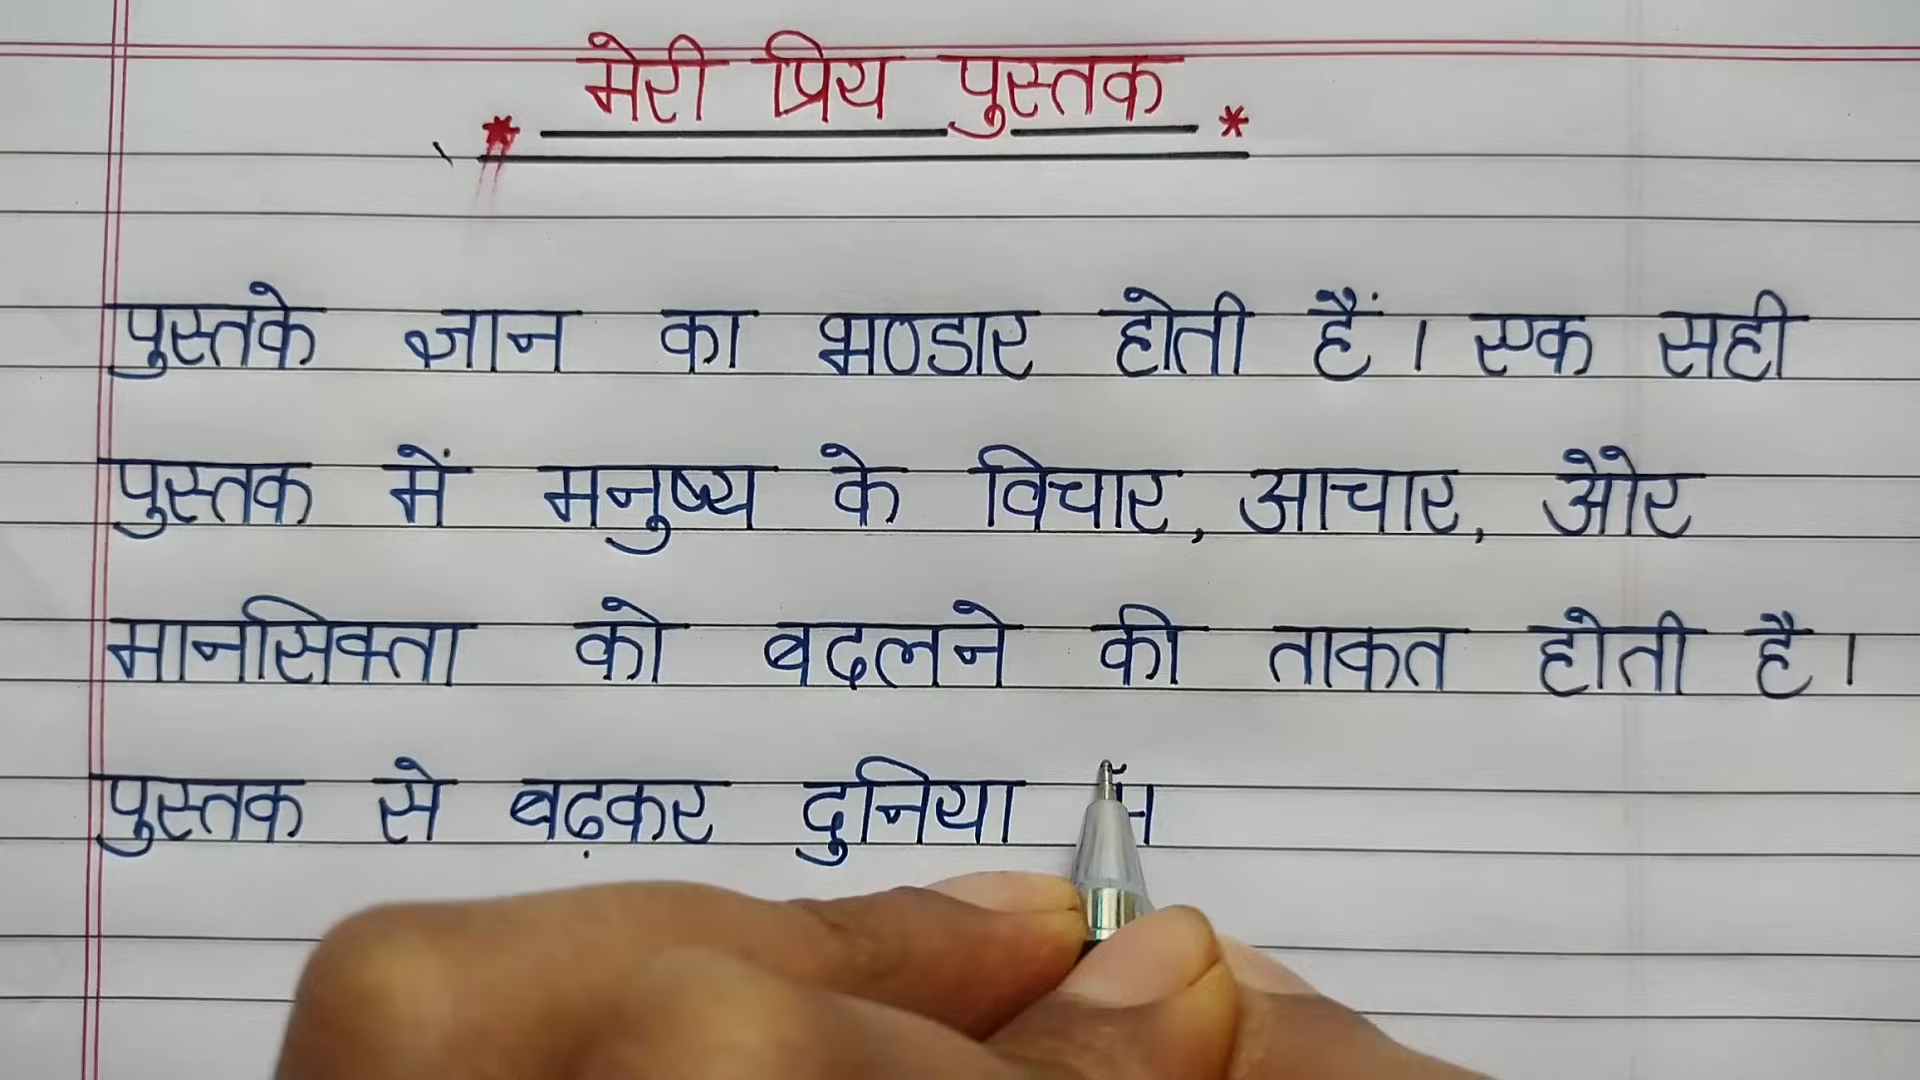 मेरी प्रिय पुस्तक
पुस्तके ज्ञान का भण्डार होती हैं। एक सही
पुस्तक में मनुष्य के विचार, आचार, और
मानसिक्ता को बदलने की ताकत होती है।
पुस्तक से बढ़कर दुनिया